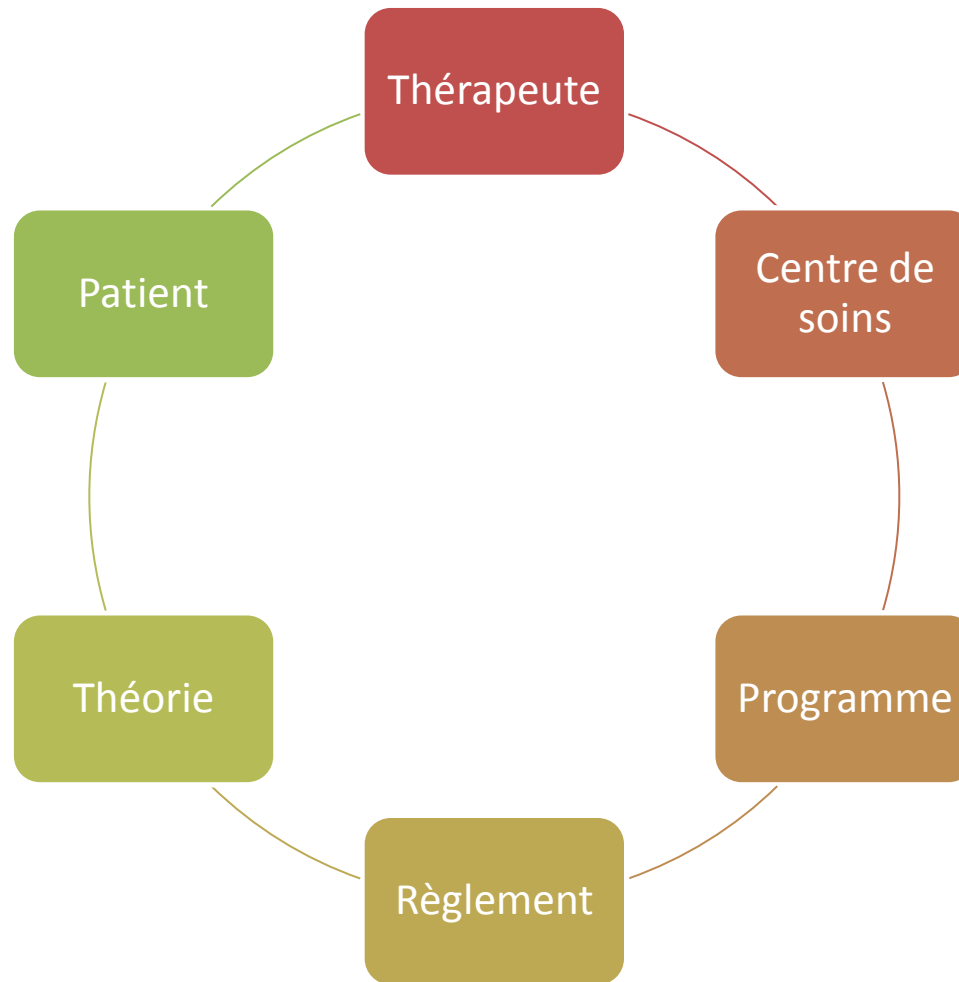 Thérapeute
Centre de
soins
Programme
Règlement
Théorie
Patient